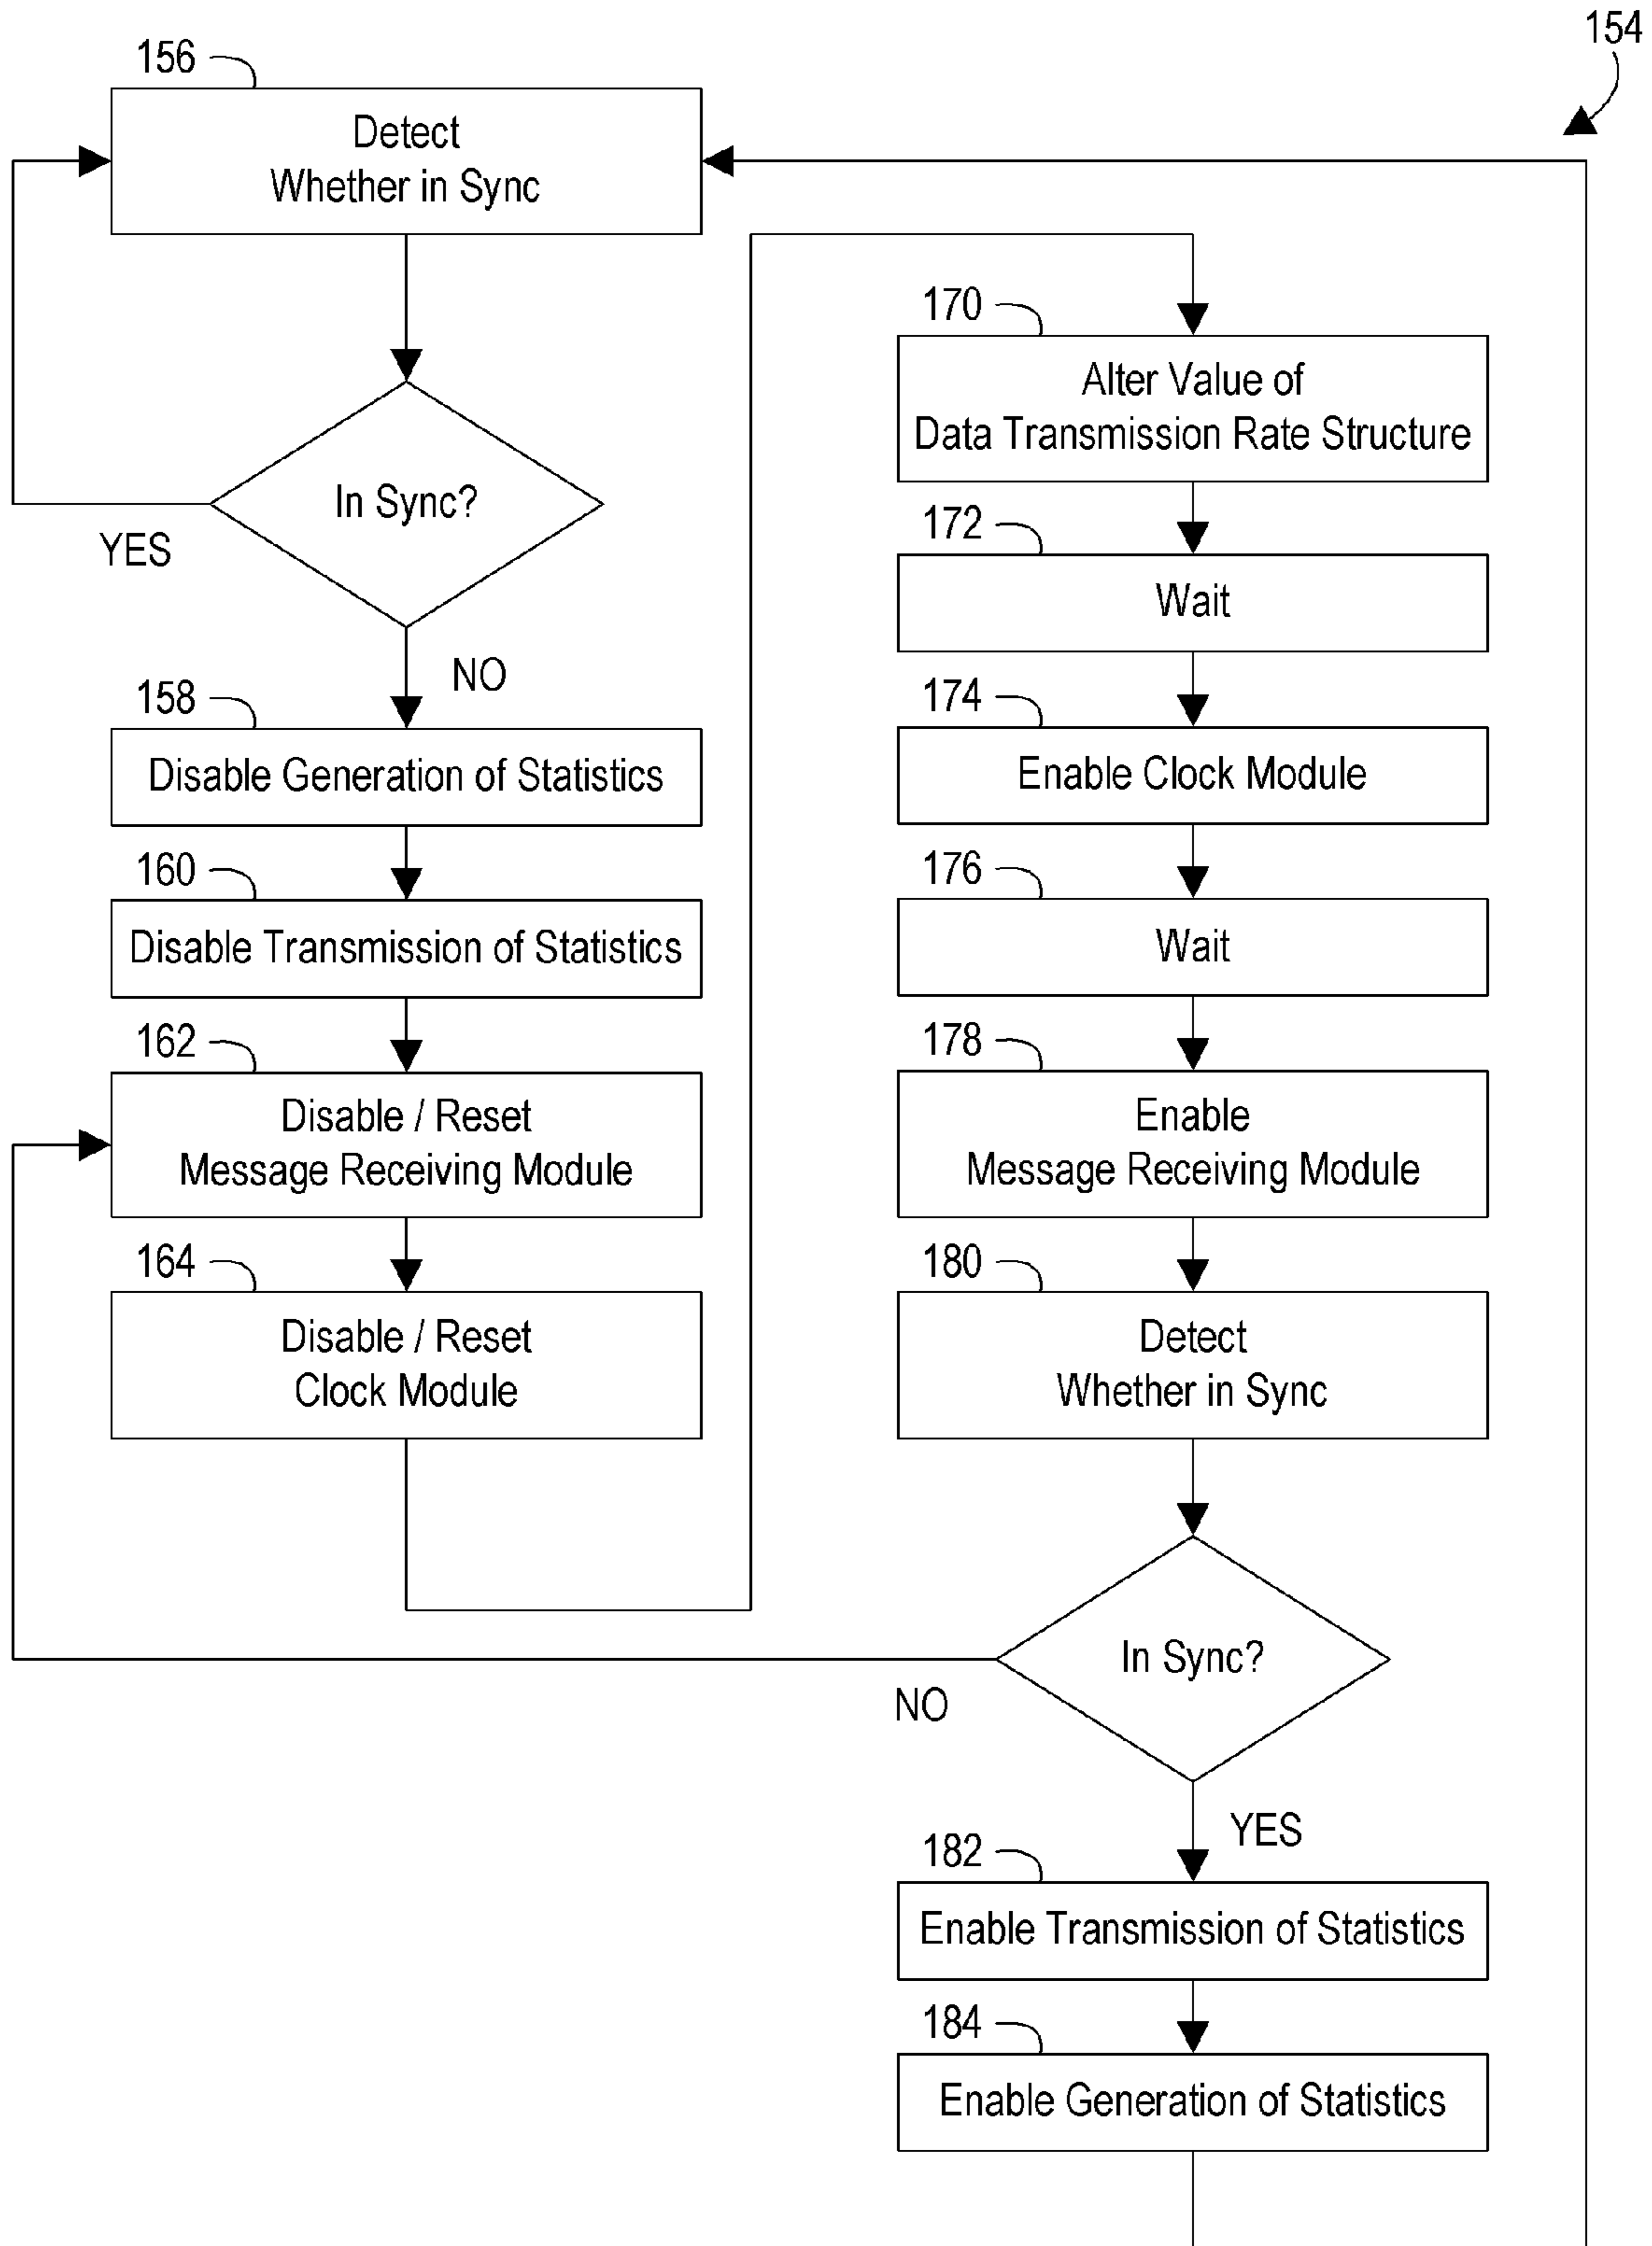 154
156
Detect
Whether in Sync
In Sync?
YES
NO
158
Disable Generation of Statistics
160
Disable Transmission of Statistics
162
Disable / Reset
Message Receiving Module
164
Disable / Reset
Clock Module
170
Alter Value of
Data Transmission Rate Structure
172
Wait
174
Enable Clock Module
176
Wait
178
Enable
Message Receiving Module
180
Detect
Whether in Sync
In Sync?
NO
YES
182
Enable Transmission of Statistics
184
Enable Generation of Statistics